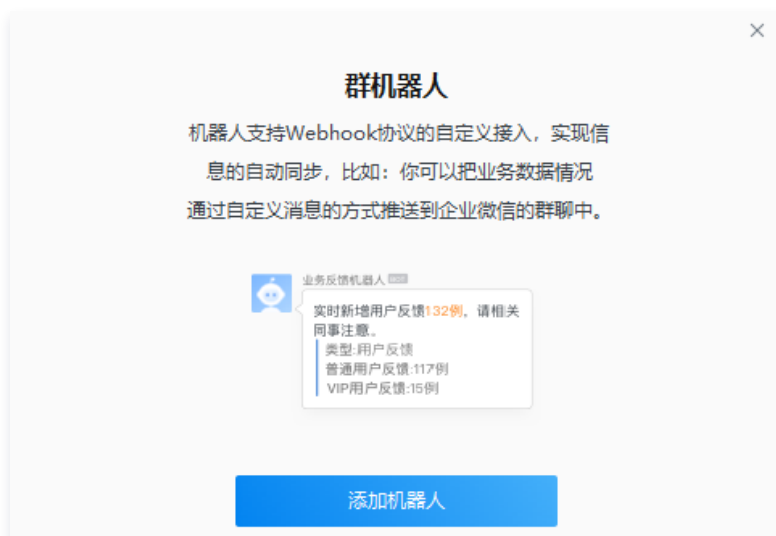 群机器人
机器人支持Webhook协议的自定义接入，实现信
息的自动同步，比如：你可以把业务数据情况
通过自定义消息的方式推送到企业微信的群聊中。
业务反馈机器人 BOT
实时新增用户反馈132例。请相关
同事注意。
类型:用户反馈
普通用户反馈:117例
VIP用户反馈:15例
添加机器人